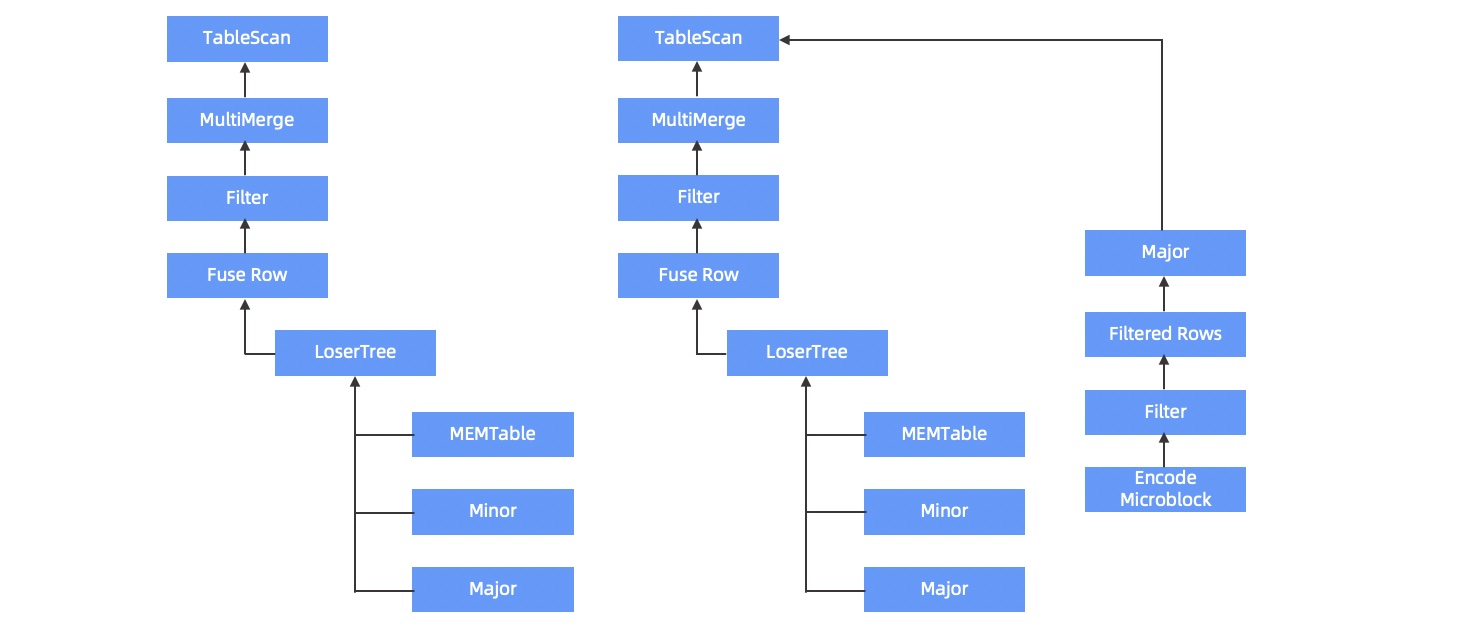 TableScan
MultiMerge
Filter
Fuse Row
LoserTree
MEMTable
Minor
Major
TableScan
MultiMerge
Filter
Fuse Row
LoserTree
MEMTable
Minor
Major
Major
Filtered Rows
Filter
Encode
Microblock